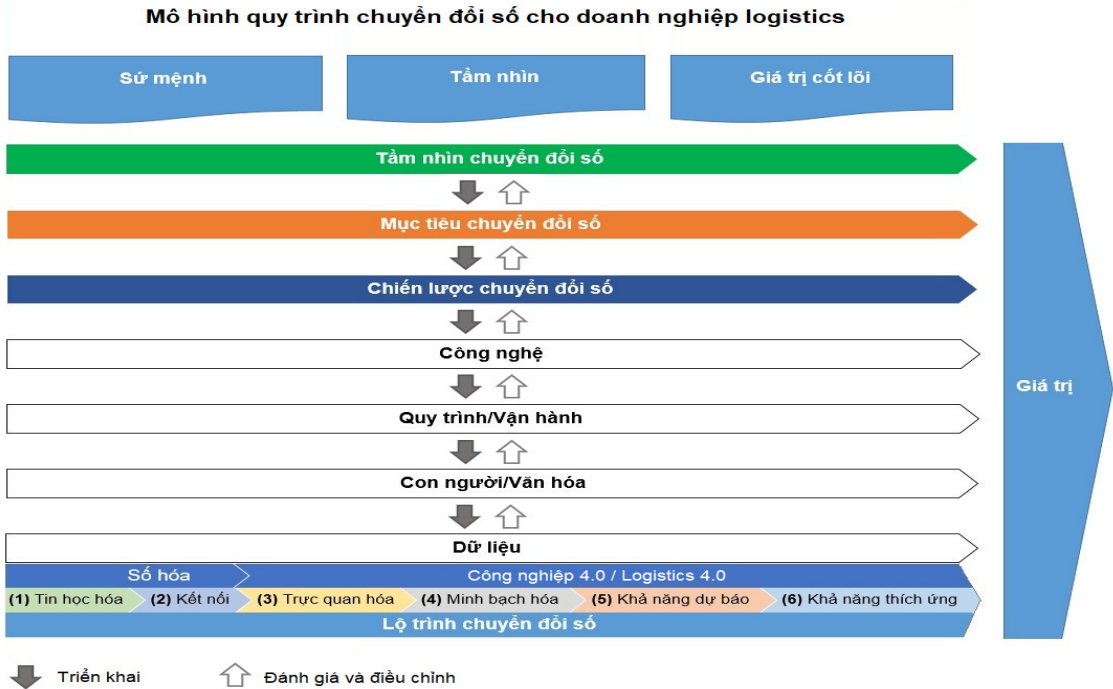 Mô hình quy trình chuyển đổi số cho doanh nghiệp logistics
Sứ mệnh
Tầm nhìn
Giá trị cốt lõi
Tầm nhìn chuyển đổi số
Mục tiêu chuyển đổi số
Chiến lược chuyển đổi số
Công nghệ
Quy trình/Vận hành
Con người/Văn hóa
Dữ liệu
Giá trị
Số hóa
Công nghiệp 4.0 / Logistics 4.0
(1) Tin học hóa
(2) Kết nối
(3) Trực quan hóa
(4) Minh bạch hóa
(5) Khả năng dự báo
(6) Khả năng thích ứng
Lộ trình chuyển đổi số
Triển khai
Đánh giá và điều chỉnh